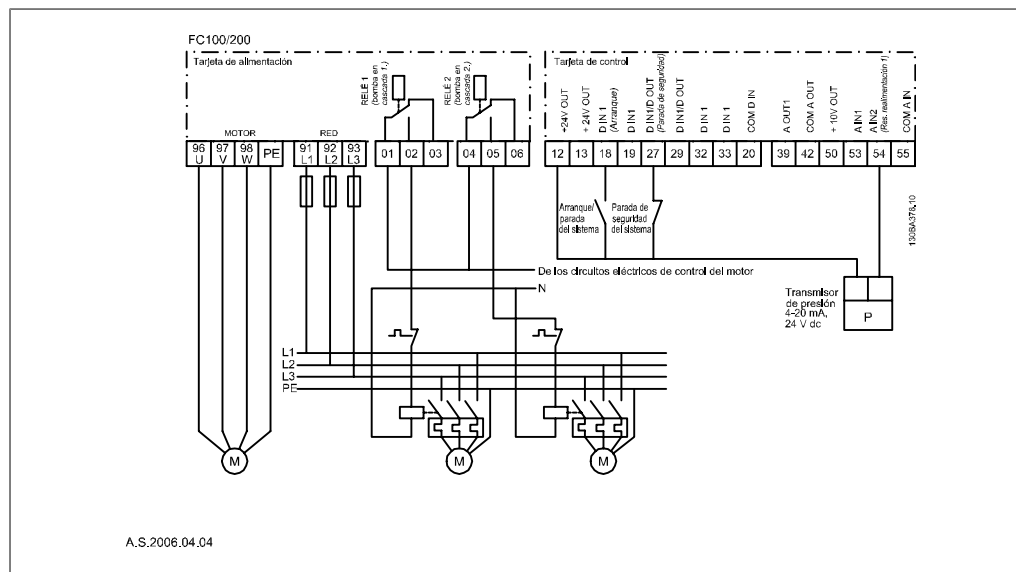 FC100/200
Tarjeta de alimentación
RELÉ 1
(bomba en
cascada 1.)
RELÉ 2
(bomba en
cascada 2.)
MOTOR
RED
96 97 98 PE
U V W
91 92 93
L1 L2 L3
01 02 03
04 05 06
Tarjeta de control
+24V OUT
+ 24V OUT
D IN 1
(Arranque)
D IN1
D IN1/D OUT
(Parada de seguridad)
D IN1/D OUT
D IN 1
D IN 1
COM D IN
A OUT1
COM A OUT
+ 10V OUT
A IN1
A IN2
(Res. realimentación 1)
COM A IN
12 13 18 19 27 29 32 33 20 39 42 50 53 54 55
Arranque/
parada
del sistema
Parada de
seguridad
del sistema
130BA378.10
De los circuitos eléctricos de control del motor
N
Transmisor
de presión
4-20 mA,
24 V dc
P
L1
L2
L3
PE
M
M
M
A.S.2006.04.04